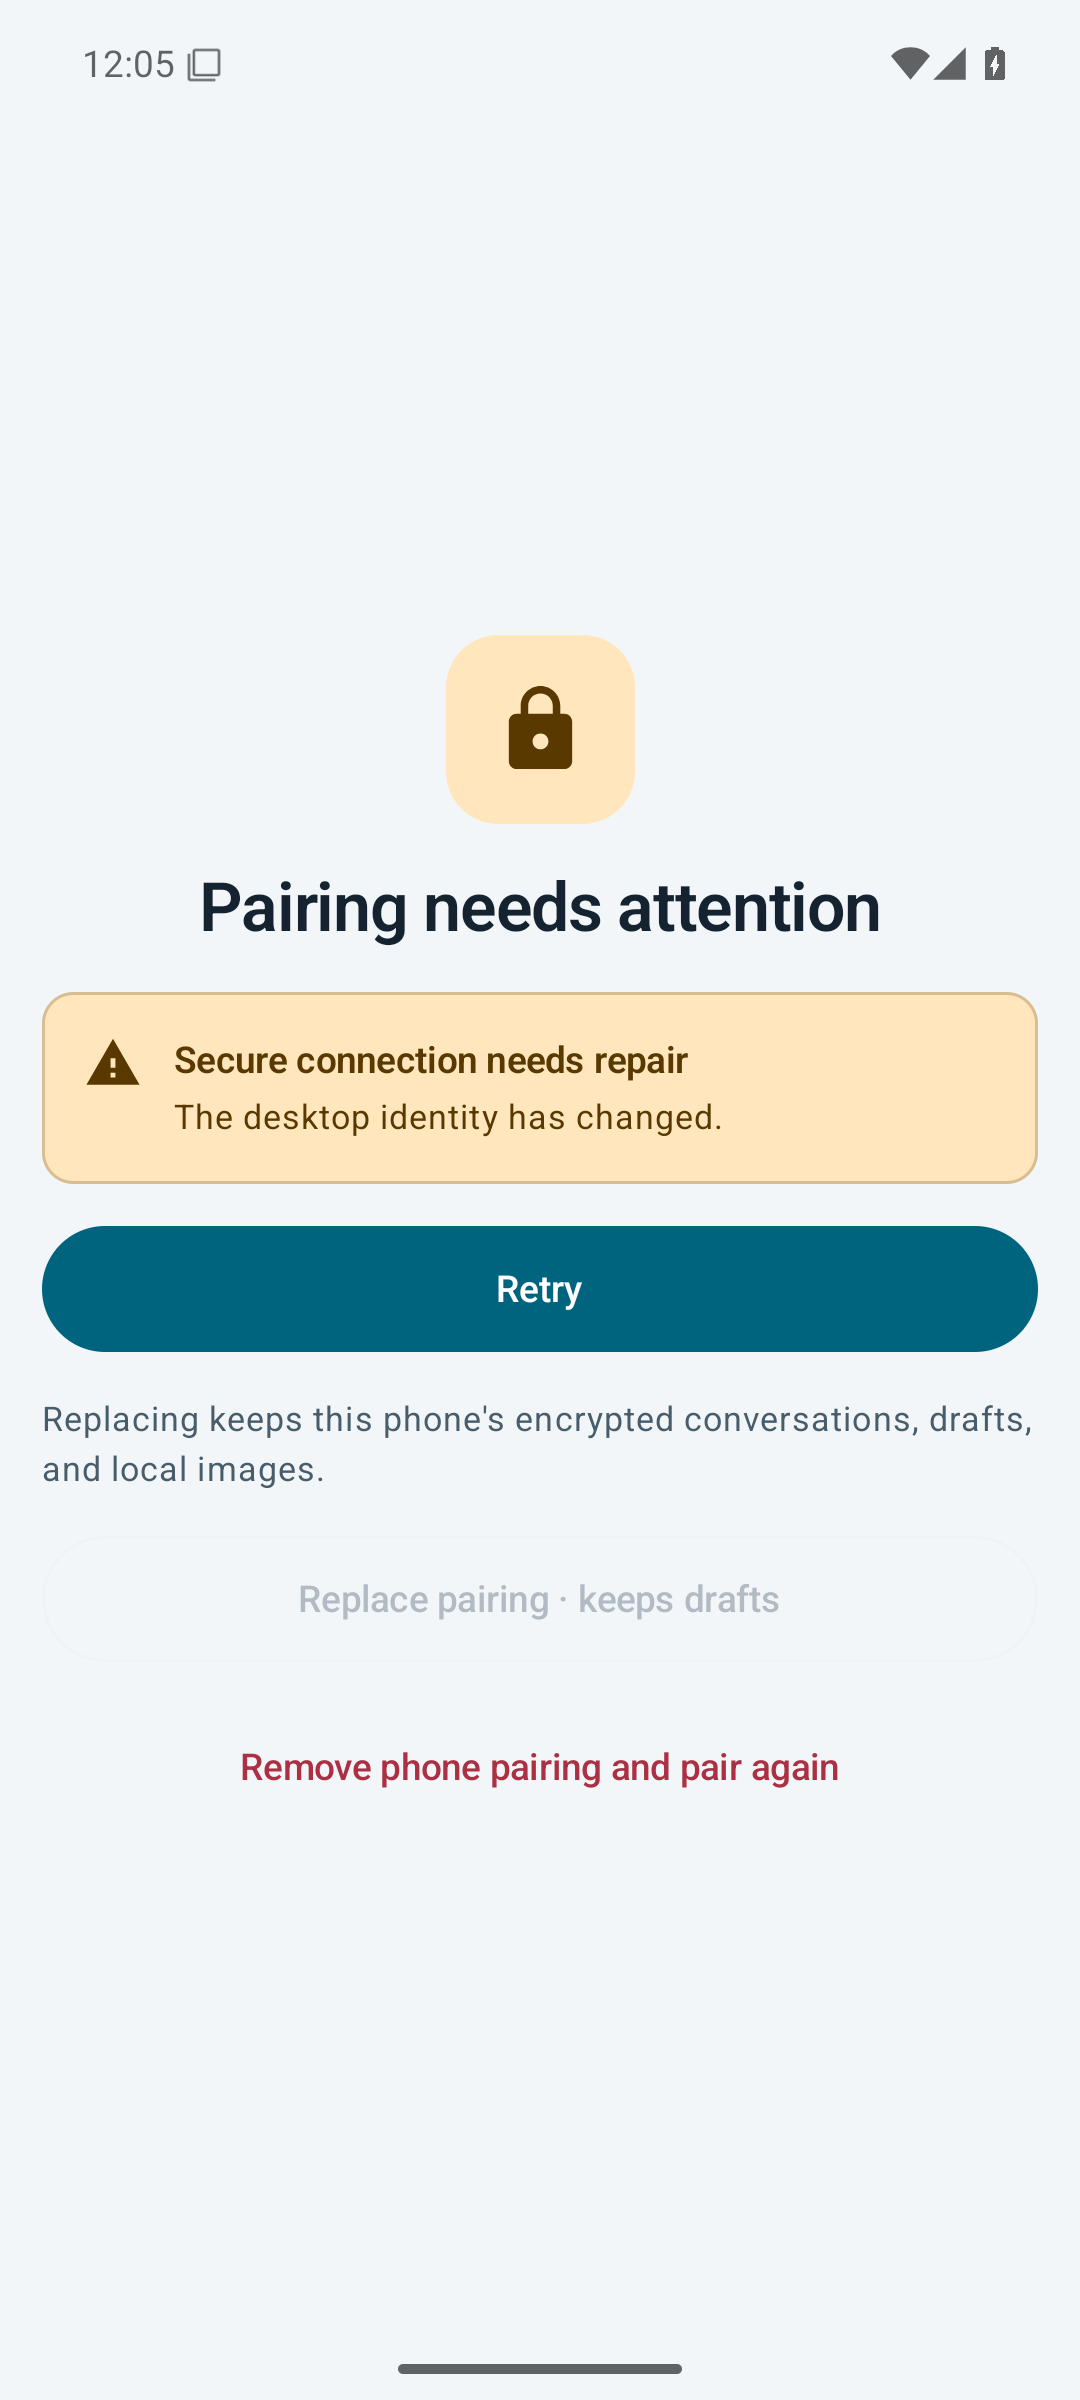 12:05
Pairing needs attention
Secure connection needs repair
The desktop identity has changed.
Retry
Replacing keeps this phone's encrypted conversations, drafts,
and local images.
Replace pairing · keeps drafts
Remove phone pairing and pair again